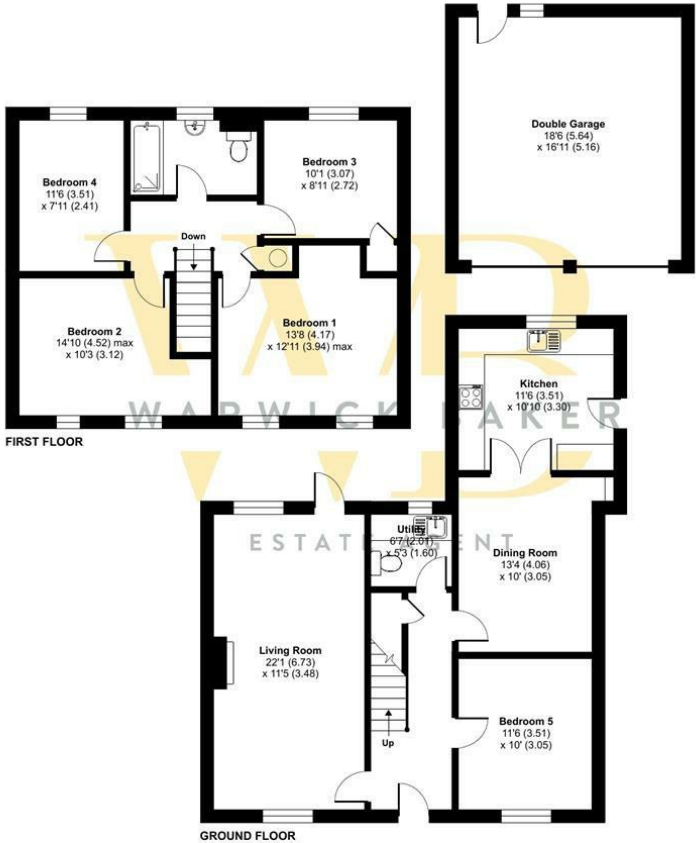 Double Garage
18'6 (5.64)
x 16'11 (5.16)
Bedroom 4
11'6 (3.51)
x 7'11 (2.41)
Bedroom 3
10'1 (3.07)
x 8'11 (2.72)
Down
Bedroom 2
14'10 (4.52) max
x 10'3 (3.12)
Bedroom 1
13'8 (4.17)
x 12'11 (3.94) max
WB
WARWICK BAKER
ESTATE AGENT
FIRST FLOOR
Kitchen
11'6 (3.51)
x 10'10 (3.30)
Utility
6'7 (2.01)
x 5'3 (1.60)
Dining Room
13'4 (4.06)
x 10' (3.05)
Living Room
22'1 (6.73)
x 11'5 (3.48)
Up
Bedroom 5
11'6 (3.51)
x 10' (3.05)
GROUND FLOOR